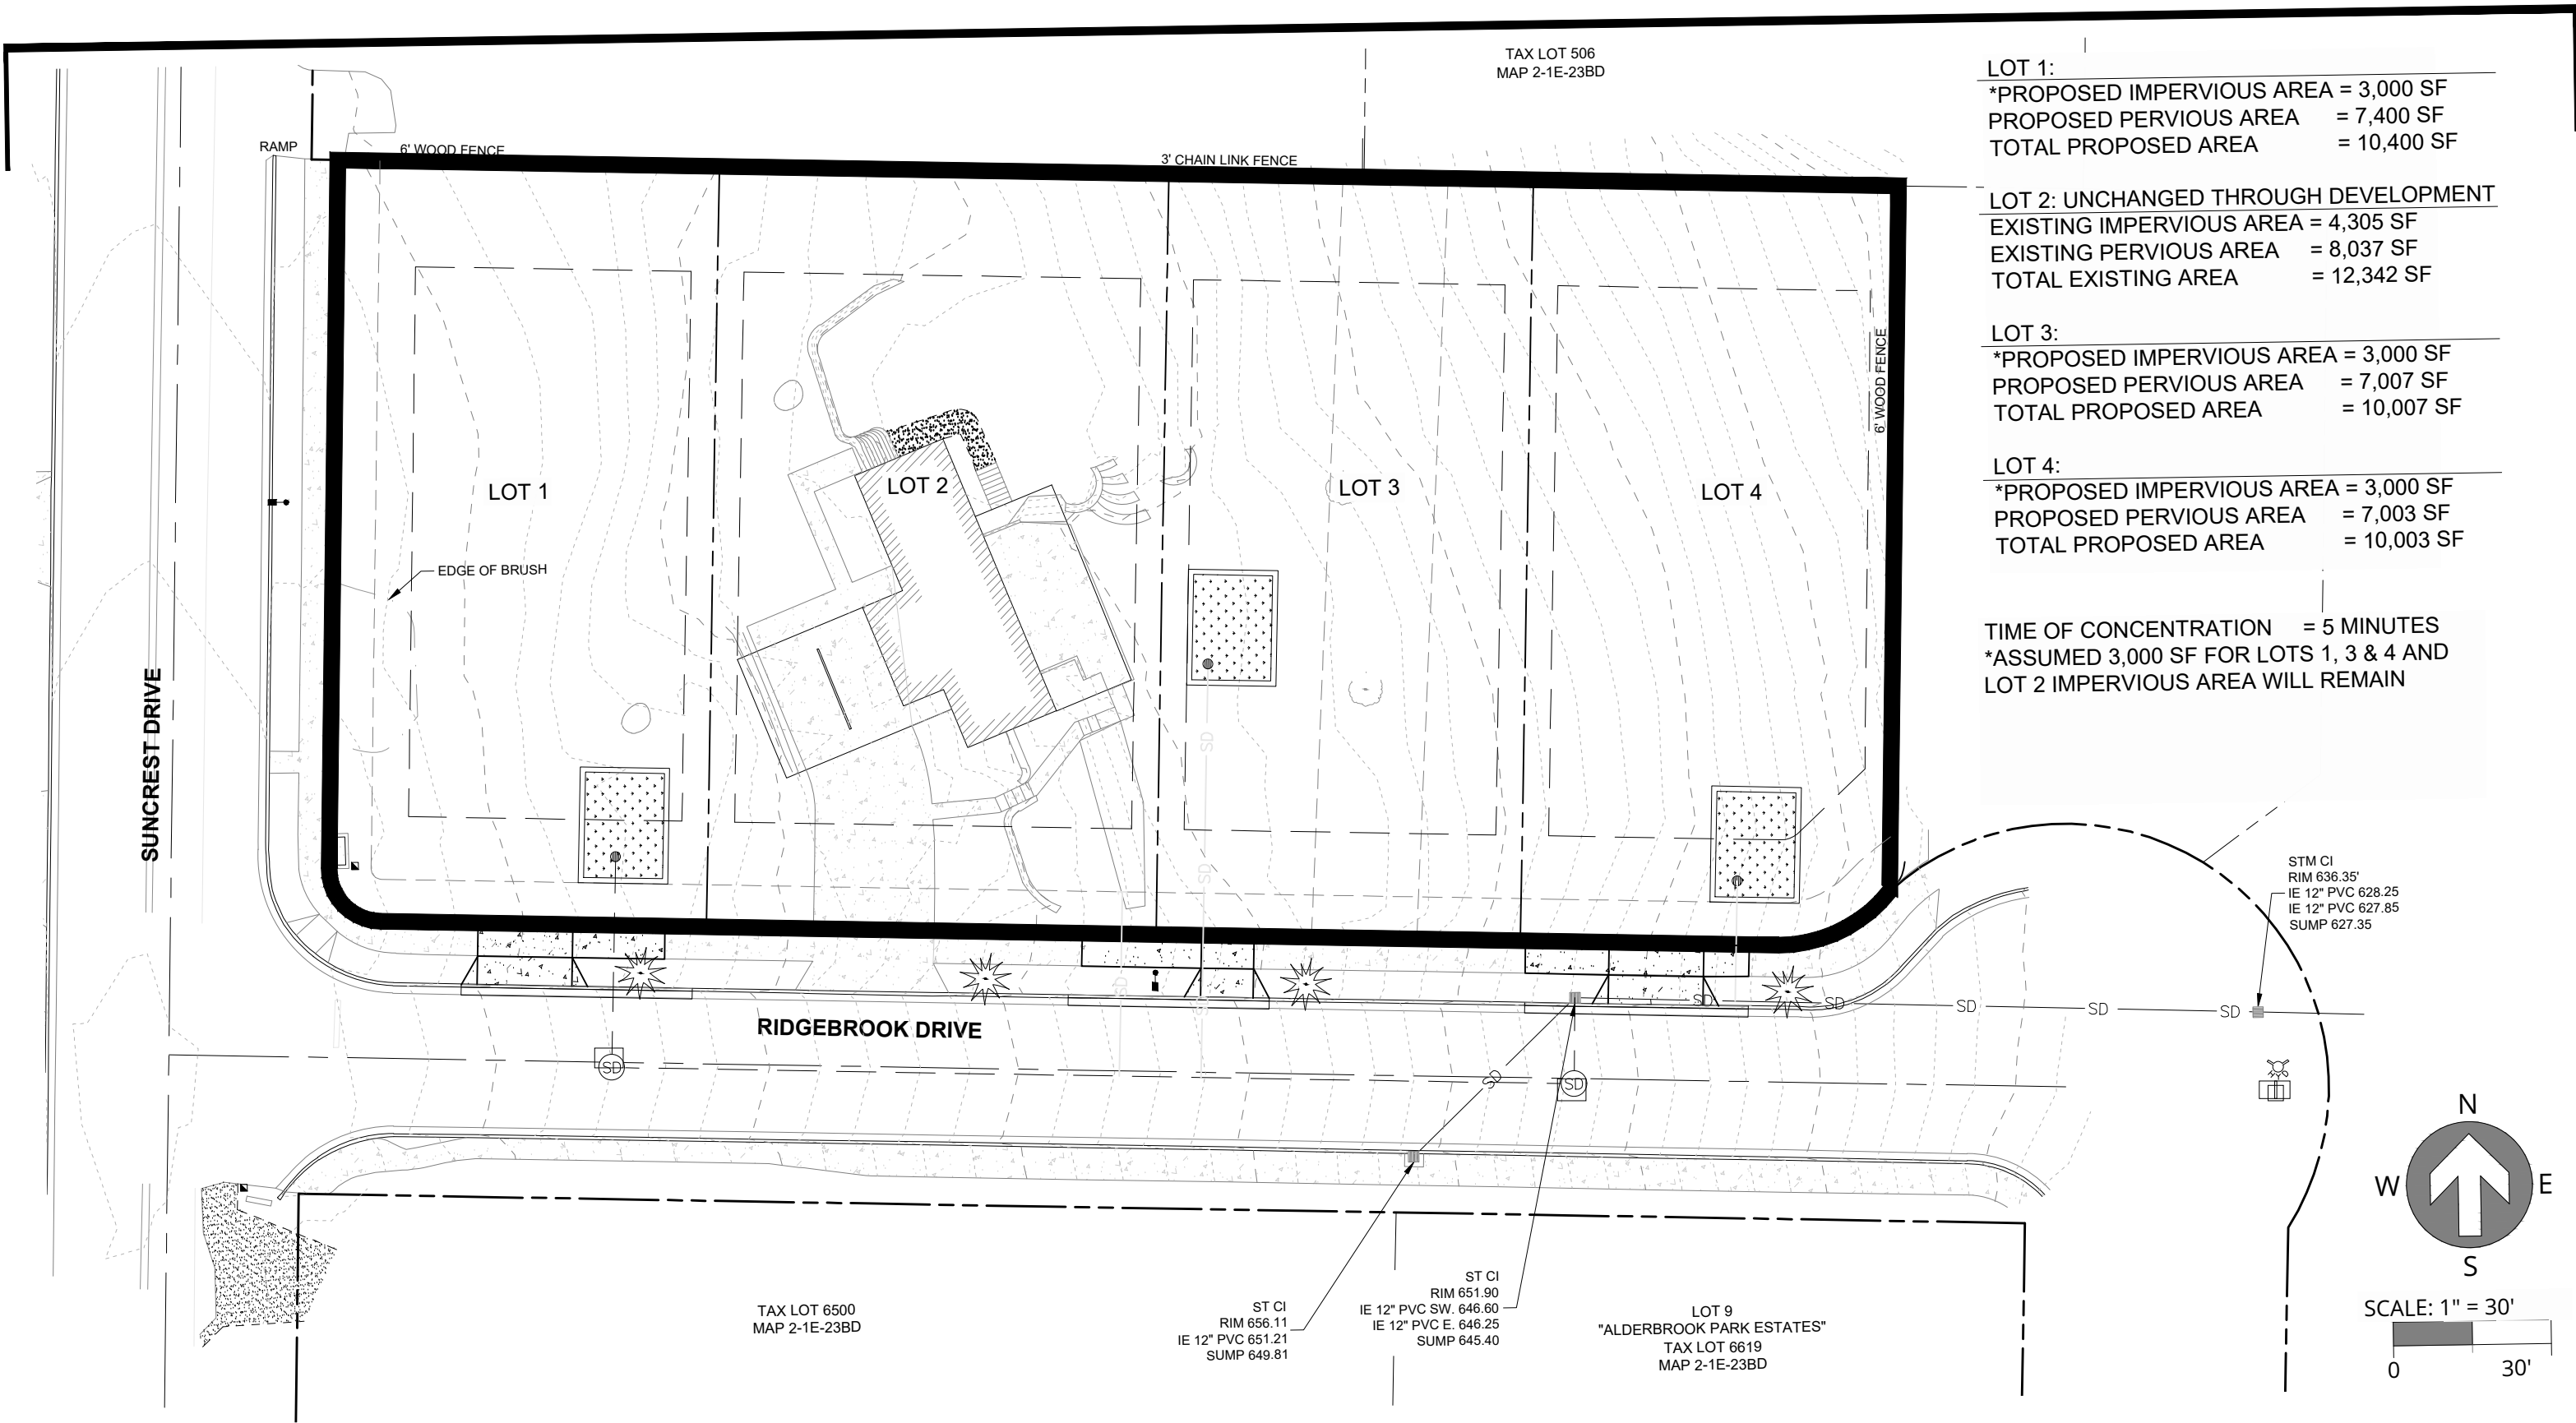 TAX LOT 506
MAP 2-1E-23BD
RAMP
6' WOOD FENCE
3' CHAIN LINK FENCE
6' WOOD FENCE
LOT 1
LOT 2
LOT 3
LOT 4
EDGE OF BRUSH
SD
SD
SD
SD
SUNCREST DRIVE
RIDGEBROOK DRIVE
SD
SD
SD
SD
SD
SD
SD
SD
LOT 1:
*PROPOSED IMPERVIOUS AREA = 3,000 SF
PROPOSED PERVIOUS AREA = 7,400 SF
TOTAL PROPOSED AREA = 10,400 SF
LOT 2: UNCHANGED THROUGH DEVELOPMENT
EXISTING IMPERVIOUS AREA = 4,305 SF
EXISTING PERVIOUS AREA = 8,037 SF
TOTAL EXISTING AREA = 12,342 SF
LOT 3:
*PROPOSED IMPERVIOUS AREA = 3,000 SF
PROPOSED PERVIOUS AREA = 7,007 SF
TOTAL PROPOSED AREA = 10,007 SF
LOT 4:
*PROPOSED IMPERVIOUS AREA = 3,000 SF
PROPOSED PERVIOUS AREA = 7,003 SF
TOTAL PROPOSED AREA = 10,003 SF
TIME OF CONCENTRATION = 5 MINUTES
*ASSUMED 3,000 SF FOR LOTS 1, 3 & 4 AND
LOT 2 IMPERVIOUS AREA WILL REMAIN
STM CI
RIM 636.35'
IE 12" PVC 628.25
IE 12" PVC 627.85
SUMP 627.35
TAX LOT 6500
MAP 2-1E-23BD
ST CI
RIM 656.11
IE 12" PVC 651.21
SUMP 649.81
ST CI
RIM 651.90
IE 12" PVC SW. 646.60
IE 12" PVC E. 646.25
SUMP 645.40
LOT 9
"ALDERBROOK PARK ESTATES"
TAX LOT 6619
MAP 2-1E-23BD
N
W
E
S
SCALE: 1" = 30'
0
30'